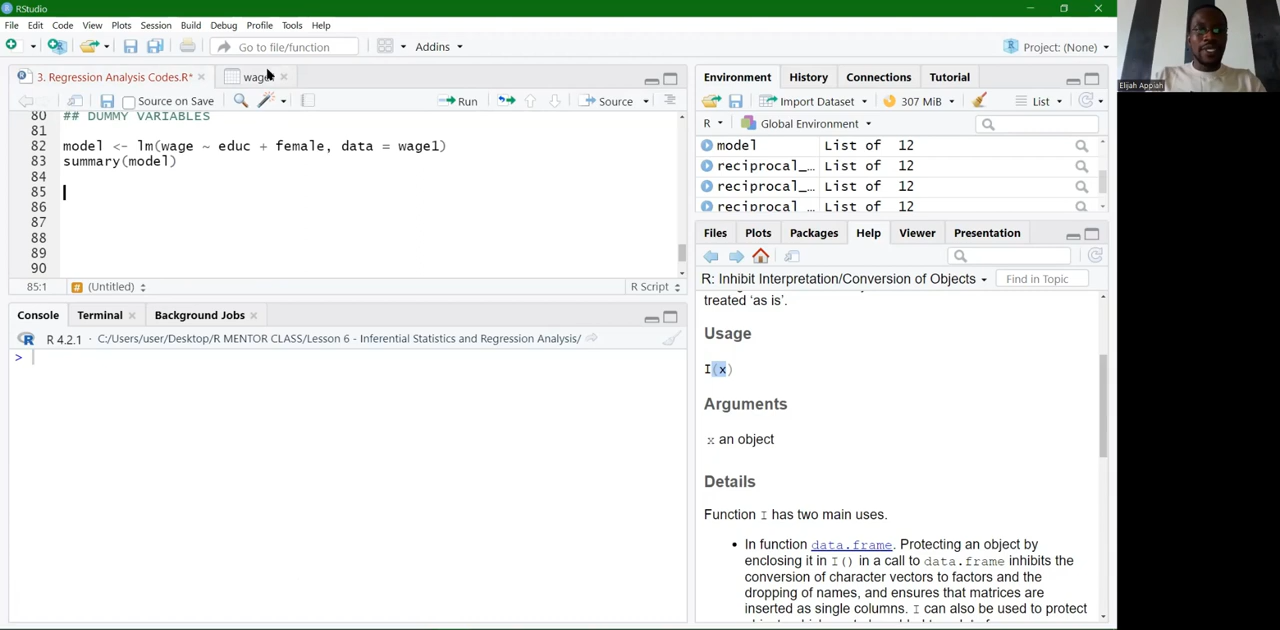 RStudio
File Edit Code View Plots Session Build Debug Profile Tools Help
Go to file/function
Addins
Project: (None)
3. Regression Analysis Codes.R*
wage1
Source on Save
Run
Source
80 ## DUMMY VARIABLES
81
82 model <- lm(wage ~ educ + female, data = wage1)
83 summary(model)
84
85
86
87
88
89
90
85:1 # (Untitled) R Script
Console Terminal Background Jobs
R R 4.2.1 · C:/Users/user/Desktop/R MENTOR CLASS/Lesson 6 - Inferential Statistics and Regression Analysis/
>
Environment History Connections Tutorial
Import Dataset 307 MiB List
R Global Environment
model List of 12
reciprocal_… List of 12
reciprocal_… List of 12
reciprocal_… List of 12
Files Plots Packages Help Viewer Presentation
R: Inhibit Interpretation/Conversion of Objects Find in Topic
treated ‘as is’.
Usage
I(x)
Arguments
x an object
Details
Function I has two main uses.
• In function data.frame. Protecting an object by
enclosing it in I() in a call to data.frame inhibits the
conversion of character vectors to factors and the
dropping of names, and ensures that matrices are
inserted as single columns. I can also be used to protect
Elijah Appiah